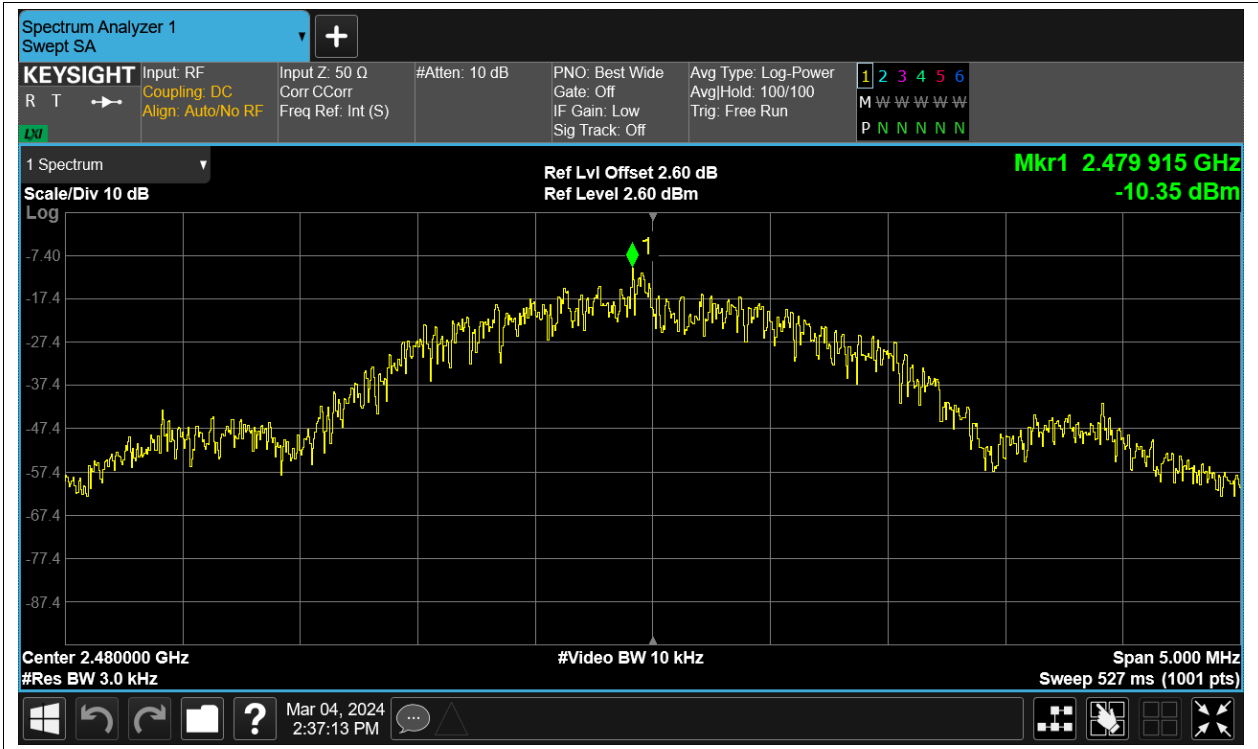 Spectrum Analyzer 1
Swept SA
KEYSIGHT
R T
LXI
Input: RF
Coupling: DC
Align: Auto/No RF
Input Z: 50 Ω
Corr CCorr
Freq Ref: Int (S)
#Atten: 10 dB
PNO: Best Wide
Gate: Off
IF Gain: Low
Sig Track: Off
Avg Type: Log-Power
Avg|Hold: 100/100
Trig: Free Run
1 2 3 4 5 6
M W W W W W
P N N N N N
1 Spectrum
Scale/Div 10 dB
Log
Ref Lvl Offset 2.60 dB
Ref Level 2.60 dBm
Mkr1 2.479 915 GHz
-10.35 dBm
1
-7.40
-17.4
-27.4
-37.4
-47.4
-57.4
-67.4
-77.4
-87.4
Center 2.480000 GHz
#Video BW 10 kHz
Span 5.000 MHz
#Res BW 3.0 kHz
Sweep 527 ms (1001 pts)
?
Mar 04, 2024
2:37:13 PM